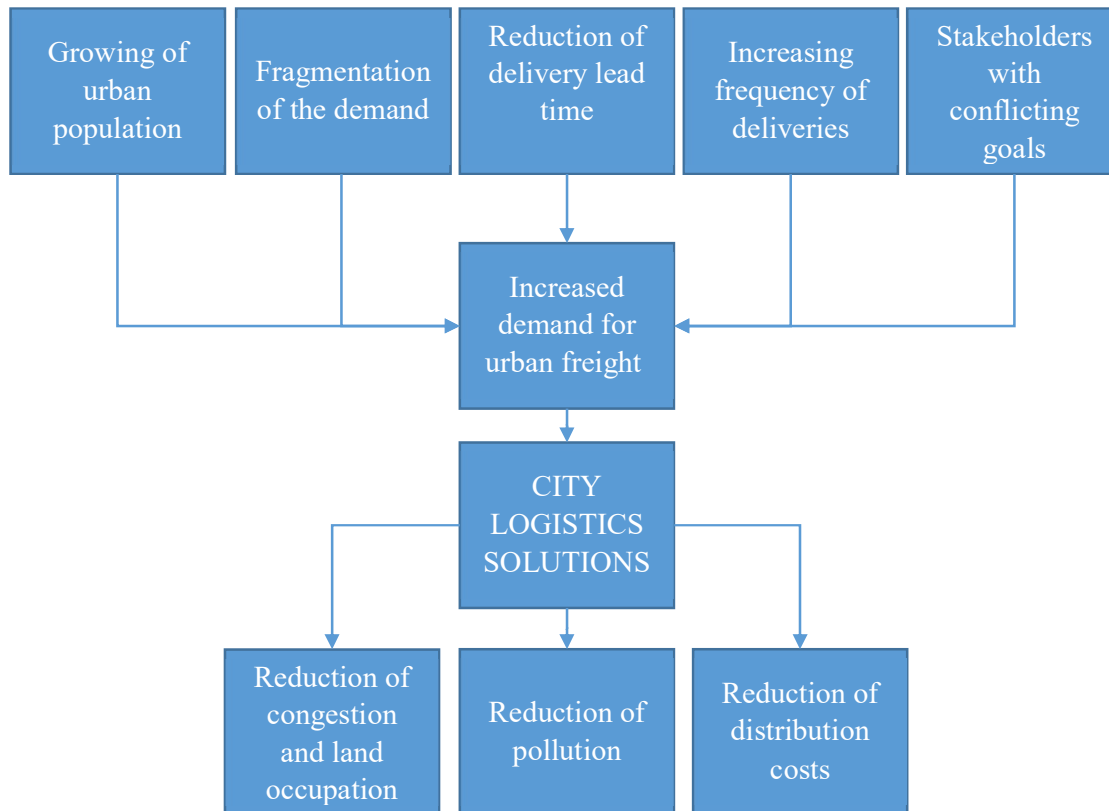 Growing of
urban
population
Fragmentation
of the demand
Reduction of
delivery lead
time
Increasing
frequency of
deliveries
Stakeholders
with
conflicting
goals
Increased
demand for
urban freight
CITY
LOGISTICS
SOLUTIONS
Reduction of
congestion
and land
occupation
Reduction of
pollution
Reduction of
distribution
costs